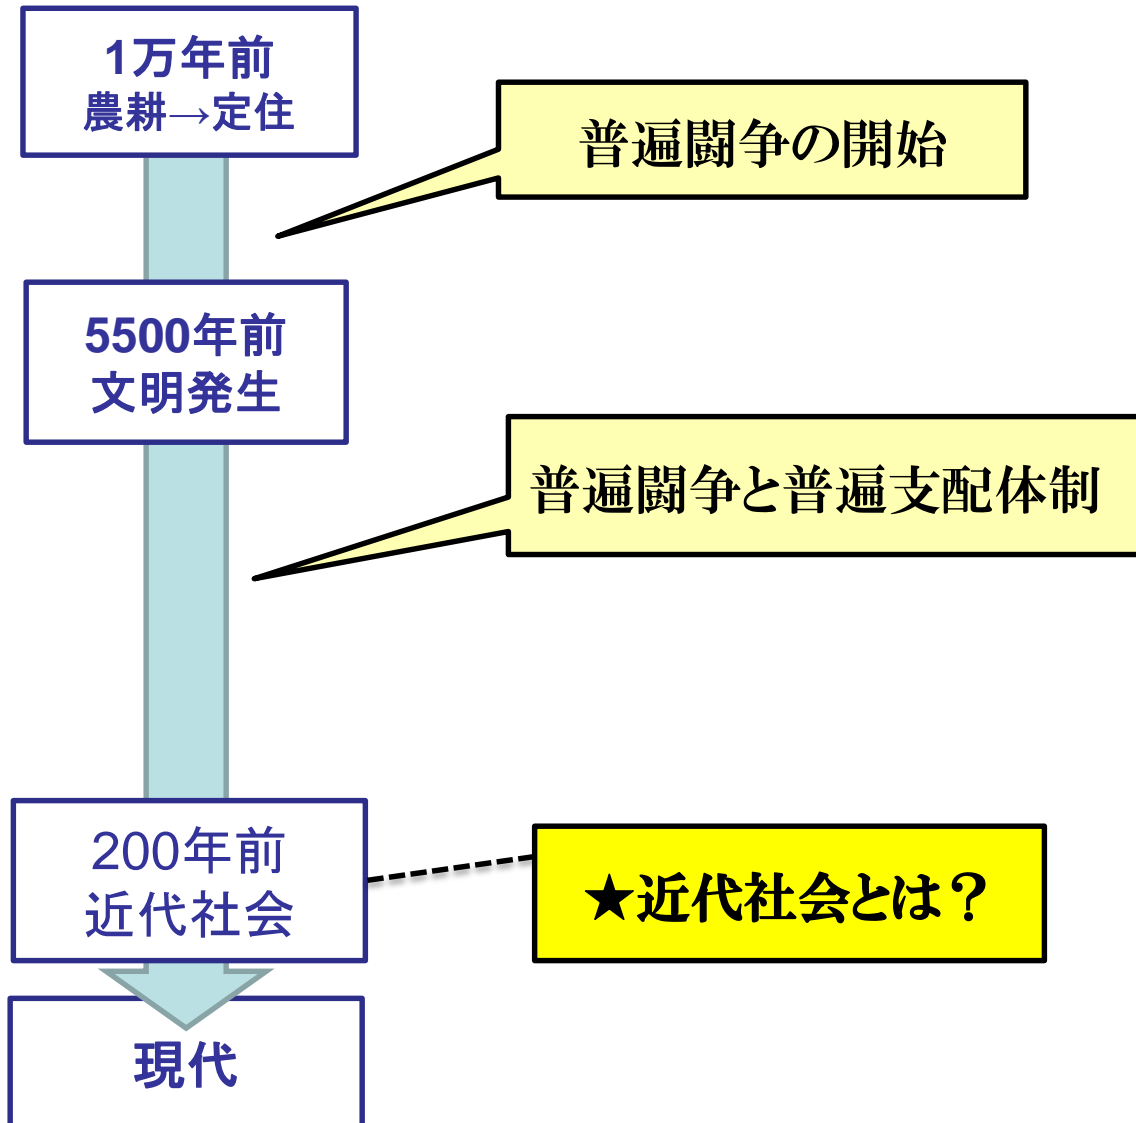 1万年前
農耕→定住
普遍闘争の開始
5500年前
文明発生
普遍闘争と普遍支配体制
200年前
近代社会
★近代社会とは？
現代